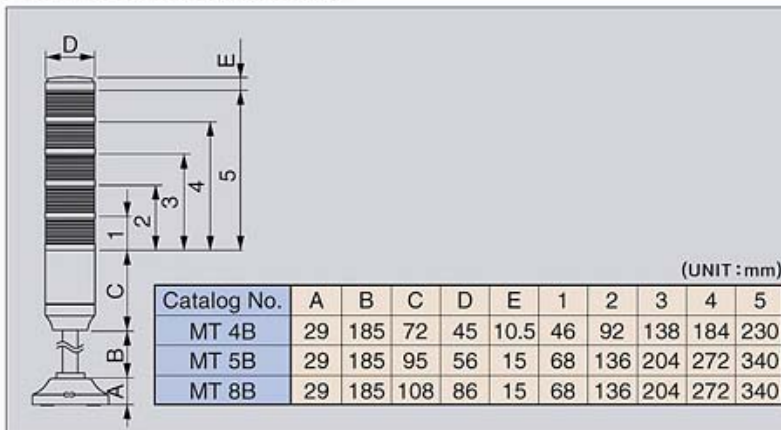 D
E
5
4
3
2
1
C
B
A
(UNIT:mm)
Catalog No. A B C D E 1 2 3 4 5
MT 4B 29 185 72 45 10.5 46 92 138 184 230
MT 5B 29 185 95 56 15 68 136 204 272 340
MT 8B 29 185 108 86 15 68 136 204 272 340